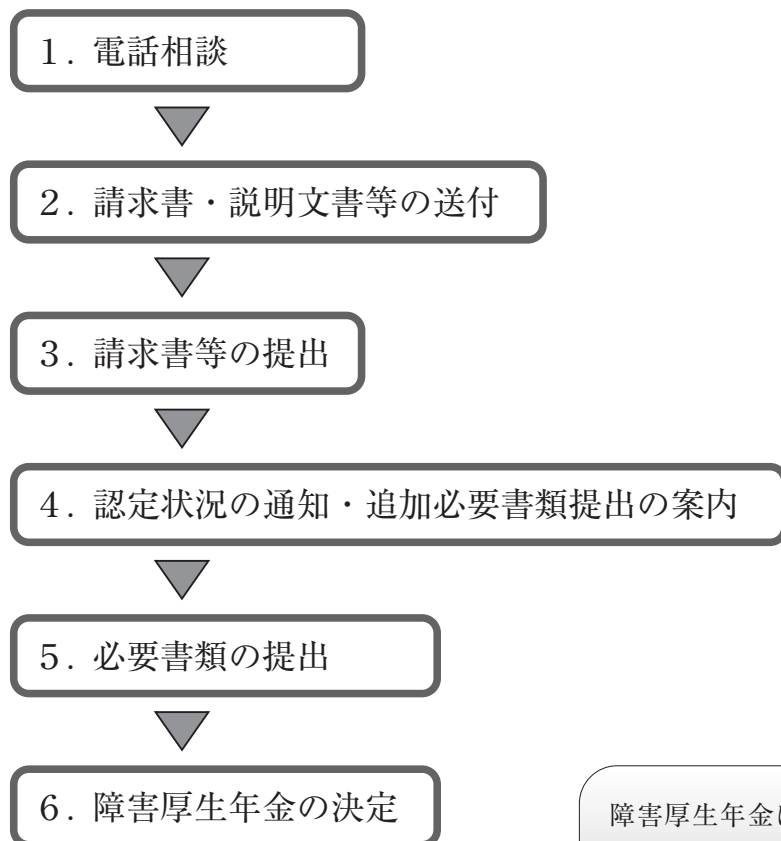 1. 電話相談
2. 請求書・説明文書等の送付
3. 請求書等の提出
4. 認定状況の通知・追加必要書類提出の案内
5. 必要書類の提出
6. 障害厚生年金の決定
障害厚生年金